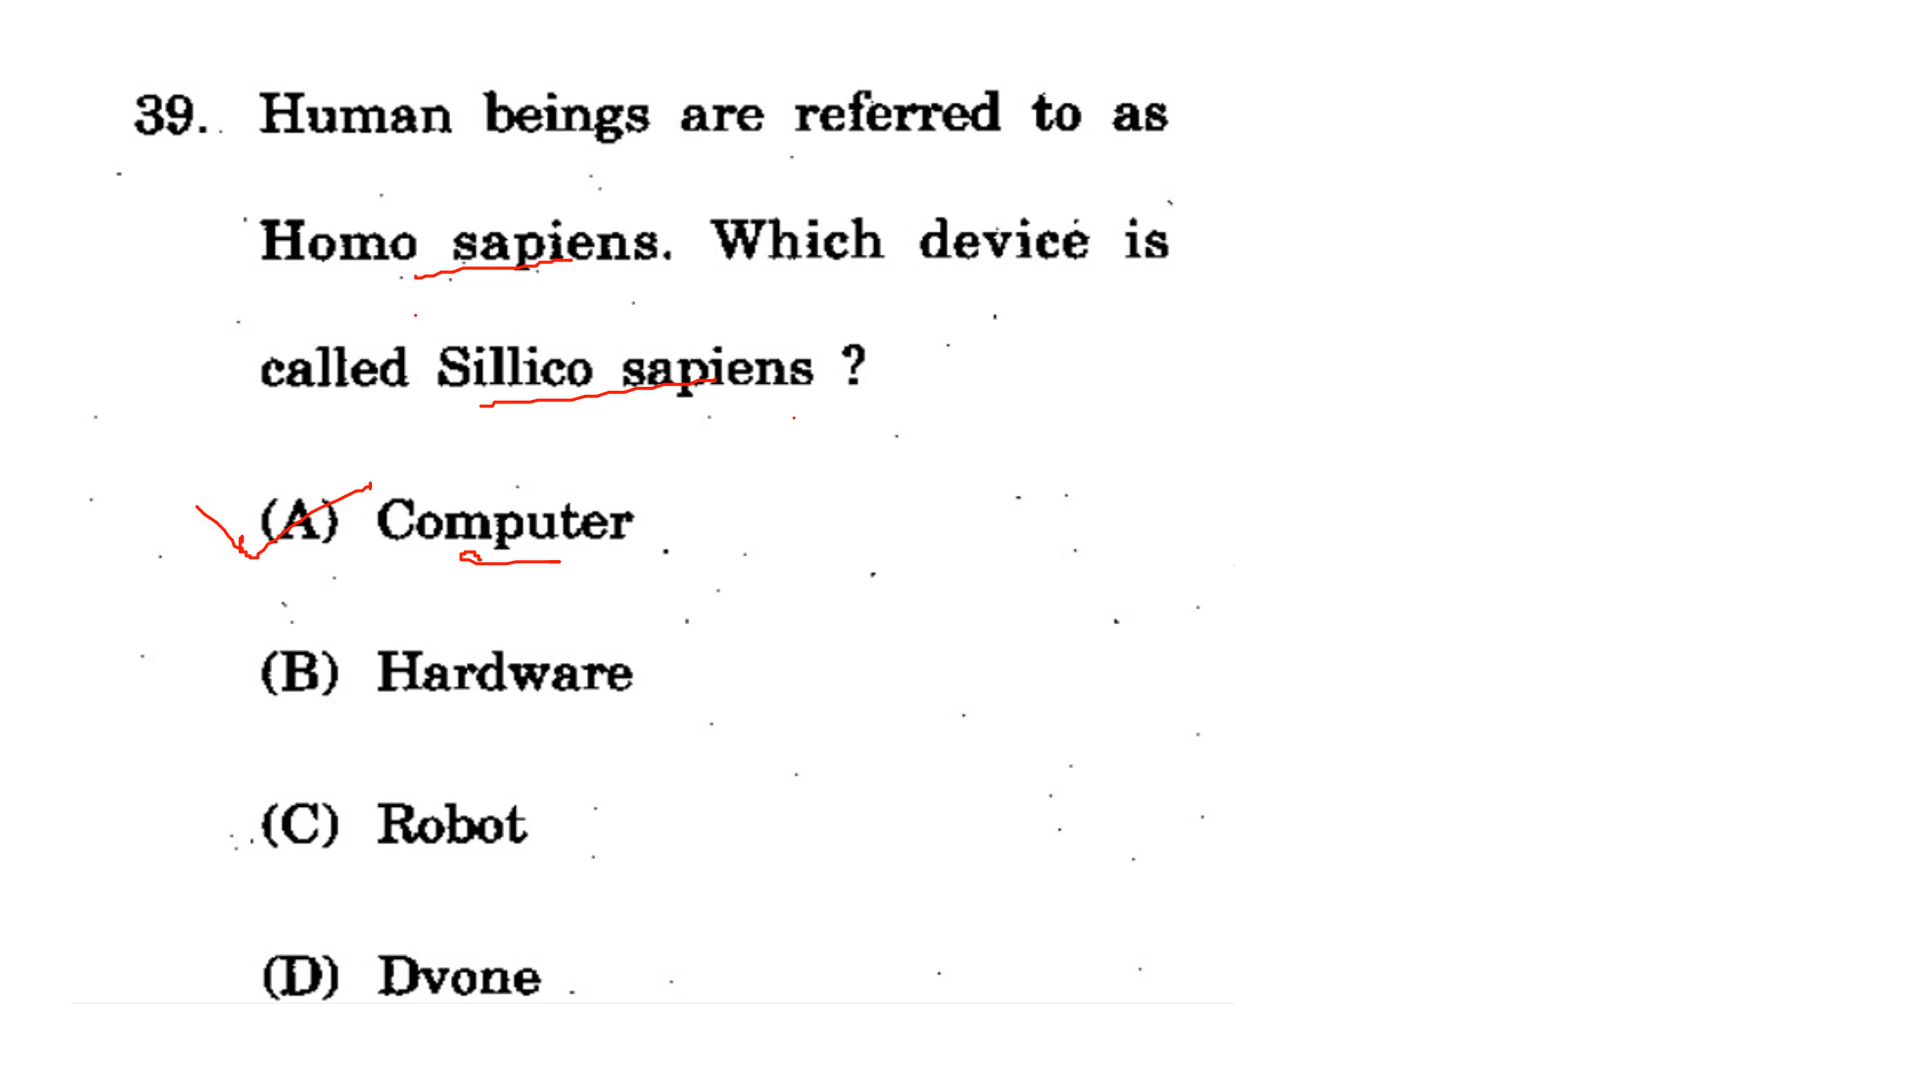 39. Human beings are referred to as
Homo sapiens. Which device is
called Sillico sapiens ?
(A) Computer
(B) Hardware
(C) Robot
(D) Dvone